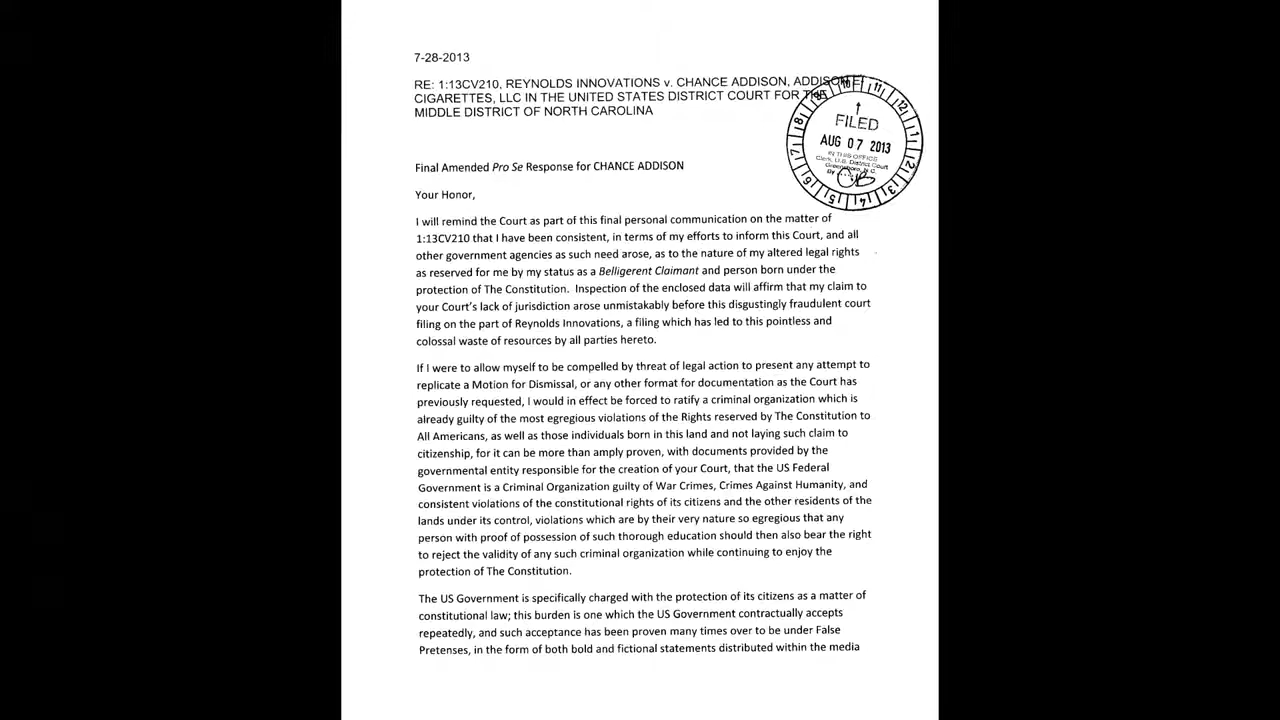 7-28-2013
RE: 1:13CV210, REYNOLDS INNOVATIONS v. CHANCE ADDISON, ADDISON E-
CIGARETTES, LLC IN THE UNITED STATES DISTRICT COURT FOR THE
MIDDLE DISTRICT OF NORTH CAROLINA
FILED
AUG 07 2013
IN THIS OFFICE
Clerk, U.S. District Court
Greensboro, N.C.
By
Final Amended Pro Se Response for CHANCE ADDISON
Your Honor,
I will remind the Court as part of this final personal communication on the matter of
1:13CV210 that I have been consistent, in terms of my efforts to inform this Court, and all
other government agencies as such need arose, as to the nature of my altered legal rights
as reserved for me by my status as a Belligerent Claimant and person born under the
protection of The Constitution. Inspection of the enclosed data will affirm that my claim to
your Court's lack of jurisdiction arose unmistakably before this disgustingly fraudulent court
filing on the part of Reynolds Innovations, a filing which has led to this pointless and
colossal waste of resources by all parties hereto.
If I were to allow myself to be compelled by threat of legal action to present any attempt to
replicate a Motion for Dismissal, or any other format for documentation as the Court has
previously requested, I would in effect be forced to ratify a criminal organization which is
already guilty of the most egregious violations of the Rights reserved by The Constitution to
All Americans, as well as those individuals born in this land and not laying such claim to
citizenship, for it can be more than amply proven, with documents provided by the
governmental entity responsible for the creation of your Court, that the US Federal
Government is a Criminal Organization guilty of War Crimes, Crimes Against Humanity, and
consistent violations of the constitutional rights of its citizens and the other residents of the
lands under its control, violations which are by their very nature so egregious that any
person with proof of possession of such thorough education should then also bear the right
to reject the validity of any such criminal organization while continuing to enjoy the
protection of The Constitution.
The US Government is specifically charged with the protection of its citizens as a matter of
constitutional law; this burden is one which the US Government contractually accepts
repeatedly, and such acceptance has been proven many times over to be under False
Pretenses, in the form of both bold and fictional statements distributed within the media